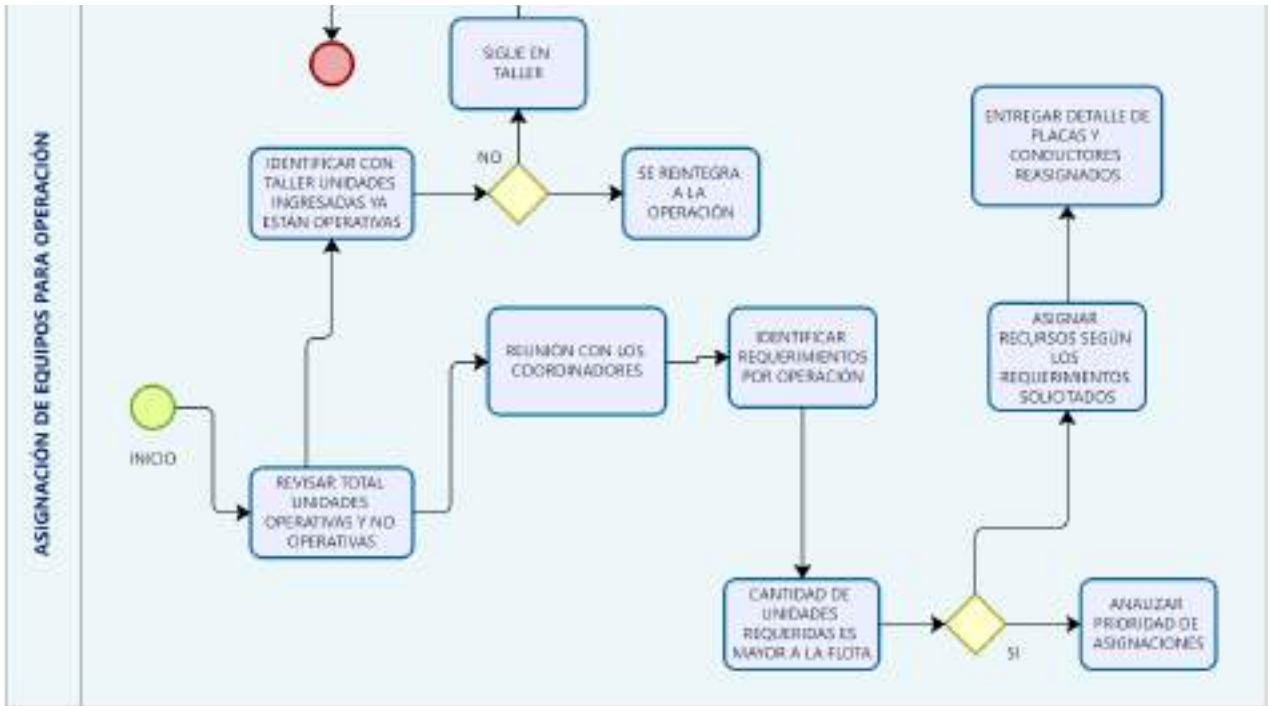 ASIGNACIÓN DE EQUIPOS PARA OPERACIÓN
SIGUE EN
TALLER
IDENTIFICAR CON
TALLER UNIDADES
INGRESADAS YA
ESTÁN OPERATIVAS
NO
SE REINTEGRA
A LA
OPERACIÓN
ENTREGAR DETALLE DE
PLACAS Y
CONDUCTORES
REASIGNADOS
REUNIÓN CON LOS
COORDINADORES
IDENTIFICAR
REQUERIMIENTOS
POR OPERACIÓN
ASIGNAR
RECURSOS SEGÚN
LOS
REQUERIMIENTOS
SOLICITADOS
INICIO
REVISAR TOTAL
UNIDADES
OPERATIVAS Y NO
OPERATIVAS
CANTIDAD DE
UNIDADES
REQUERIDAS ES
MAYOR A LA FLOTA
SI
ANALIZAR
PRIORIDAD DE
ASIGNACIONES